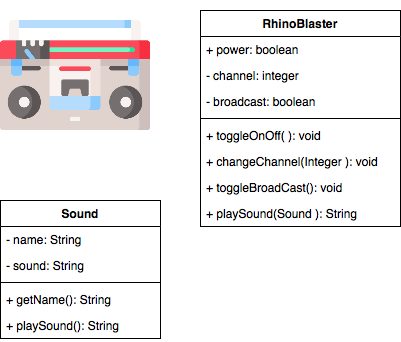 RhinoBlaster
+ power: boolean
- channel: integer
- broadcast: boolean
+ toggleOnOff( ): void
+ changeChannel(Integer ): void
+ toggleBroadCast(): void
+ playSound(Sound ): String
Sound
- name: String
- sound: String
+ getName(): String
+ playSound(): String